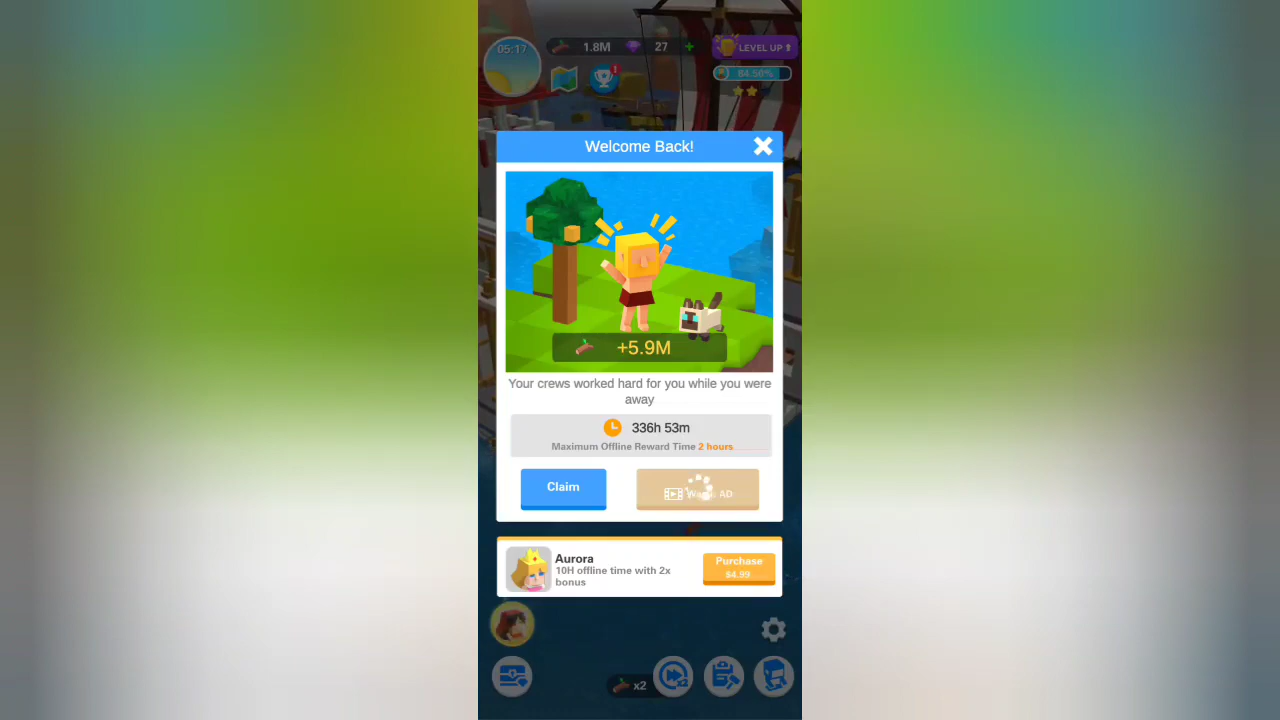 05:17
1.8M
27
LEVEL UP
84.56%
Welcome Back!
+5.9M
Your crews worked hard for you while you were
away
336h 53m
Maximum Offline Reward Time 2 hours
Claim
AD
Aurora
10H offline time with 2x
bonus
Purchase
$4.99
x2